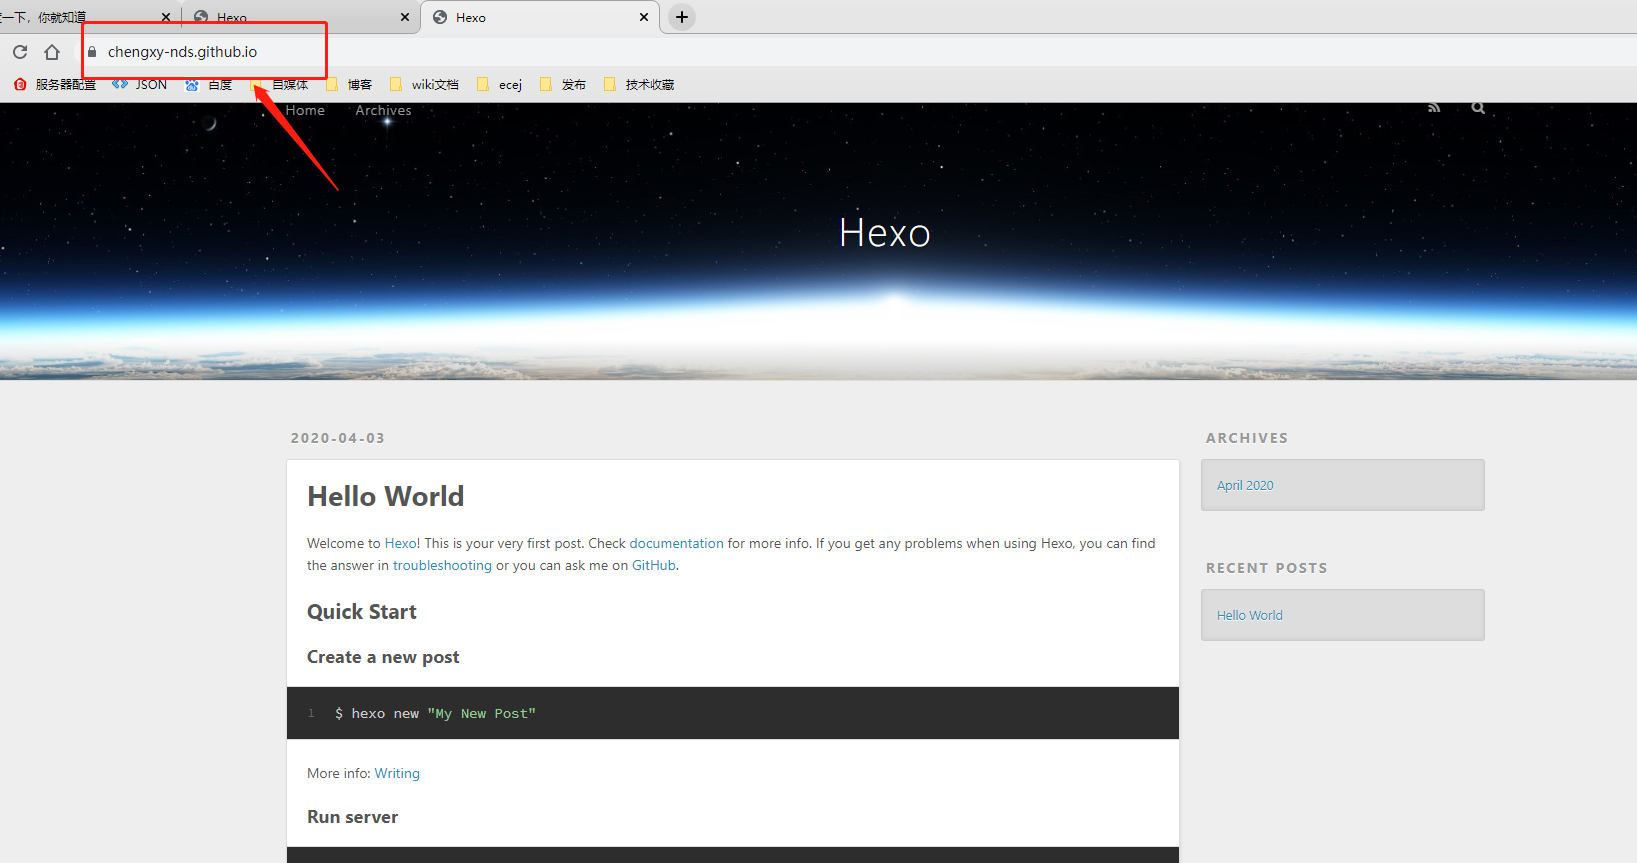 一下，你就知道
Hexo
Hexo
chengxy-nds.github.io
服务器配置 JSON 百度 自媒体 博客 wiki文档 ecej 发布 技术收藏
Home Archives
Hexo
2020-04-03
Hello World
Welcome to Hexo! This is your very first post. Check documentation for more info. If you get any problems when using Hexo, you can find
the answer in troubleshooting or you can ask me on GitHub.
Quick Start
Create a new post
1 $ hexo new "My New Post"
More info: Writing
Run server
ARCHIVES
April 2020
RECENT POSTS
Hello World